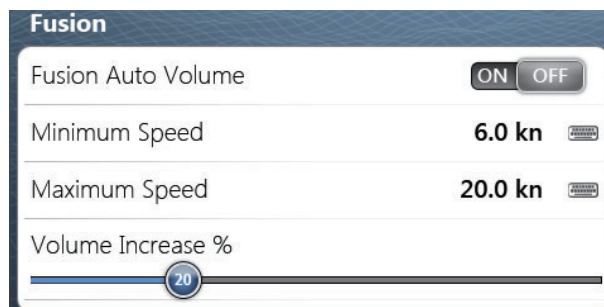 Fusion
Fusion Auto Volume ON OFF
Minimum Speed 6.0 kn
Maximum Speed 20.0 kn
Volume Increase %
20